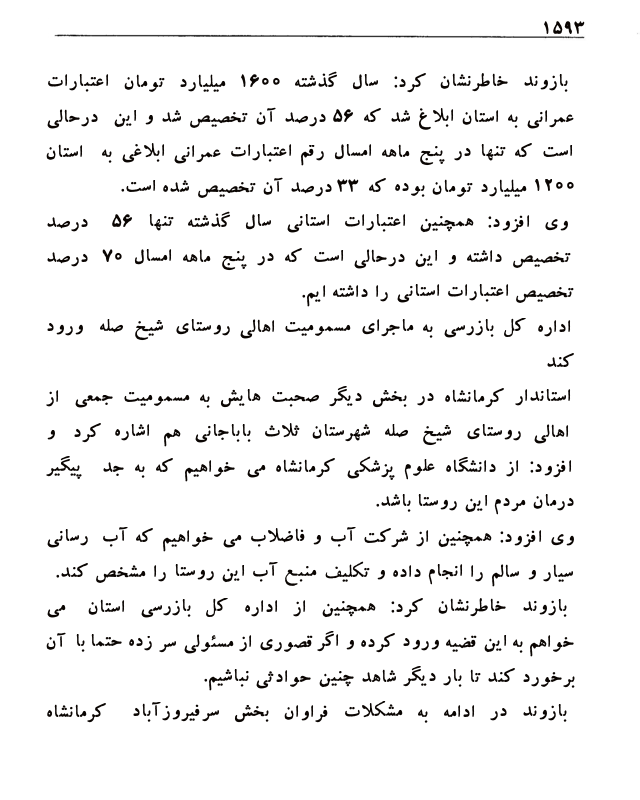 ۱۵۹۳
بازوند خاطرنشان کرد: سال گذشته ۱۶۰۰ میلیارد تومان اعتبارات
عمرانی به استان ابلاغ شد که ۵۶ درصد آن تخصیص شد و این درحالی
است که تنها در پنج ماهه امسال رقم اعتبارات عمرانی ابلاغی به استان
۱۲۰۰ میلیارد تومان بوده که ۳۳ درصد آن تخصیص شده است.
وی افزود: همچنین اعتبارات استانی سال گذشته تنها ۵۶ درصد
تخصیص داشته و این درحالی است که در پنج ماهه امسال ۷۰ درصد
تخصیص اعتبارات استانی را داشته ایم.
اداره کل بازرسی به ماجرای مسمومیت اهالی روستای شیخ صله ورود
کند
استاندار کرمانشاه در بخش دیگر صحبت هایش به مسمومیت جمعی از
اهالی روستای شیخ صله شهرستان ثلاث باباجانی هم اشاره کرد و
افزود: از دانشگاه علوم پزشکی کرمانشاه می خواهیم که به جد پیگیر
درمان مردم این روستا باشد.
وی افزود: همچنین از شرکت آب و فاضلاب می خواهیم که آب رسانی
سیار و سالم را انجام داده و تکلیف منبع آب این روستا را مشخص کند.
بازوند خاطرنشان کرد: همچنین از اداره کل بازرسی استان می
خواهم به این قضیه ورود کرده و اگر قصوری از مسئولی سر زده حتما با آن
برخورد کند تا بار دیگر شاهد چنین حوادثی نباشیم.
بازوند در ادامه به مشکلات فراوان بخش سرفیروزآباد کرمانشاه